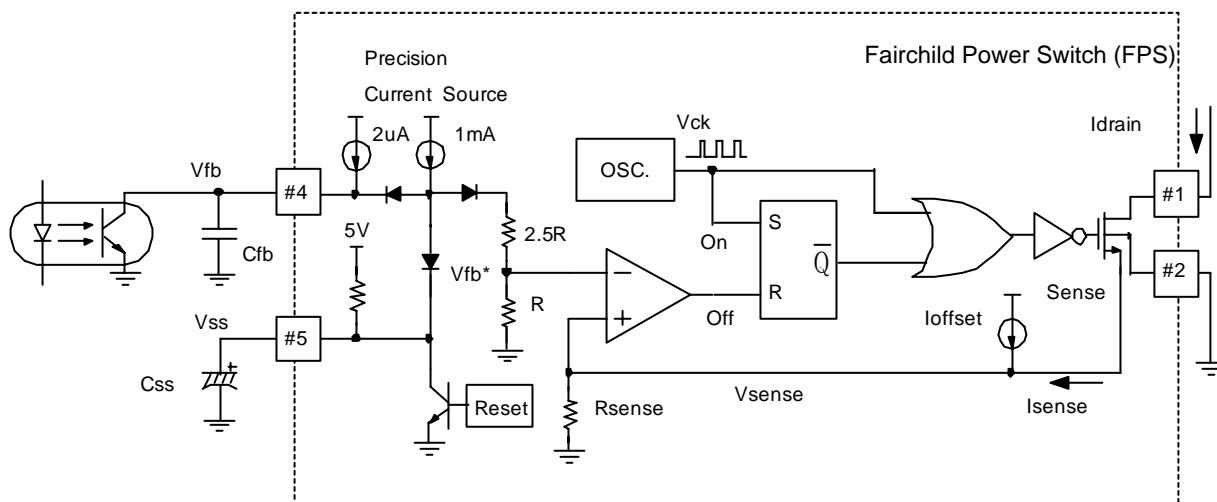 Fairchild Power Switch (FPS)
Precision
Current Source
2uA
1mA
Vck
Idrain
OSC.
Vfb
#4
#1
5V
2.5R
On
S
Q
Cfb
Vfb*
R
#2
Sense
R
Off
Ioffset
Vss
#5
Css
+
−
+
Reset
Rsense
Vsense
Isense